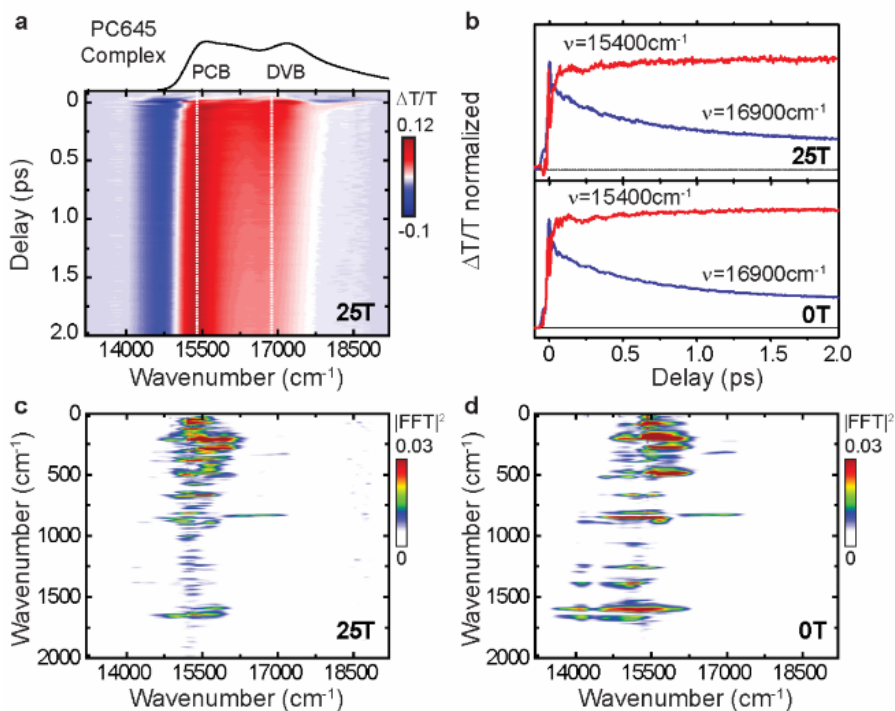 a
PC645
Complex
PCB
DVB
ΔT/T
0.12
-0.1
0
0.5
1.0
1.5
2.0
Delay (ps)
25T
14000 15500 17000 18500
Wavenumber (cm⁻¹)
b
ν=15400cm⁻¹
ν=16900cm⁻¹
25T
ν=15400cm⁻¹
ν=16900cm⁻¹
0T
ΔT/T normalized
0 0.5 1.0 1.5 2.0
Delay (ps)
c
|FFT|²
0.03
0
0
500
1000
1500
2000
Wavenumber (cm⁻¹)
25T
14000 15500 17000 18500
Wavenumber (cm⁻¹)
d
|FFT|²
0.03
0
0
500
1000
1500
2000
Wavenumber (cm⁻¹)
0T
14000 15500 17000 18500
Wavenumber (cm⁻¹)